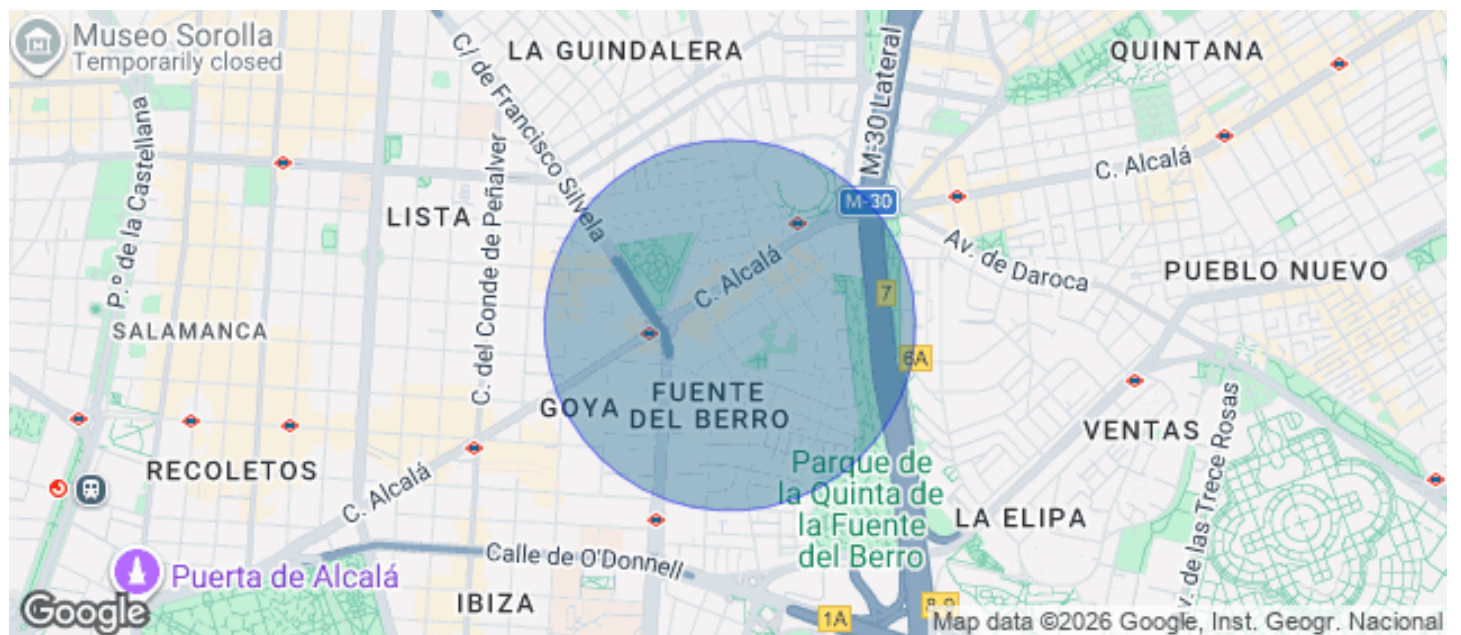 Museo Sorolla
Temporarily closed
LA GUINDALERA
QUINTANA
C/ de Francisco Silvela
M-30 Lateral
P.º de la Castellana
C. del Conde de Peñalver
C. Alcalá
M-30
LISTA
Av. de Daroca
PUEBLO NUEVO
C. Alcalá
7
SALAMANCA
6A
FUENTE
DEL BERRO
GOYA
VENTAS
RECOLETOS
Parque de
la Quinta de
la Fuente
del Berro
C. Alcalá
LA ELIPA
Av. de las Trece Rosas
Calle de O'Donnell
Puerta de Alcalá
IBIZA
1A
Google
Map data ©2026 Google, Inst. Geogr. Nacional